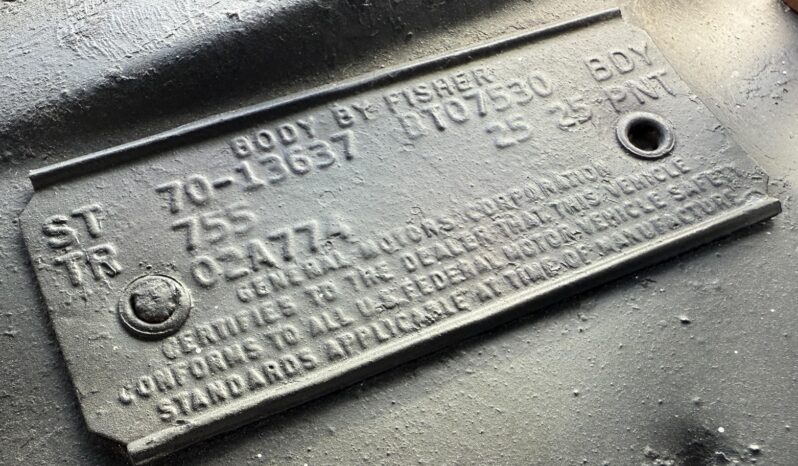 BODY BY FISHER
ST 70-13637 BT07530 BDY
TR 755 25 25 PNT
02A77A
GENERAL MOTORS CORPORATION
CERTIFIES TO THE DEALER THAT THIS VEHICLE
CONFORMS TO ALL U.S. FEDERAL MOTOR VEHICLE SAFETY
STANDARDS APPLICABLE AT TIME OF MANUFACTURE